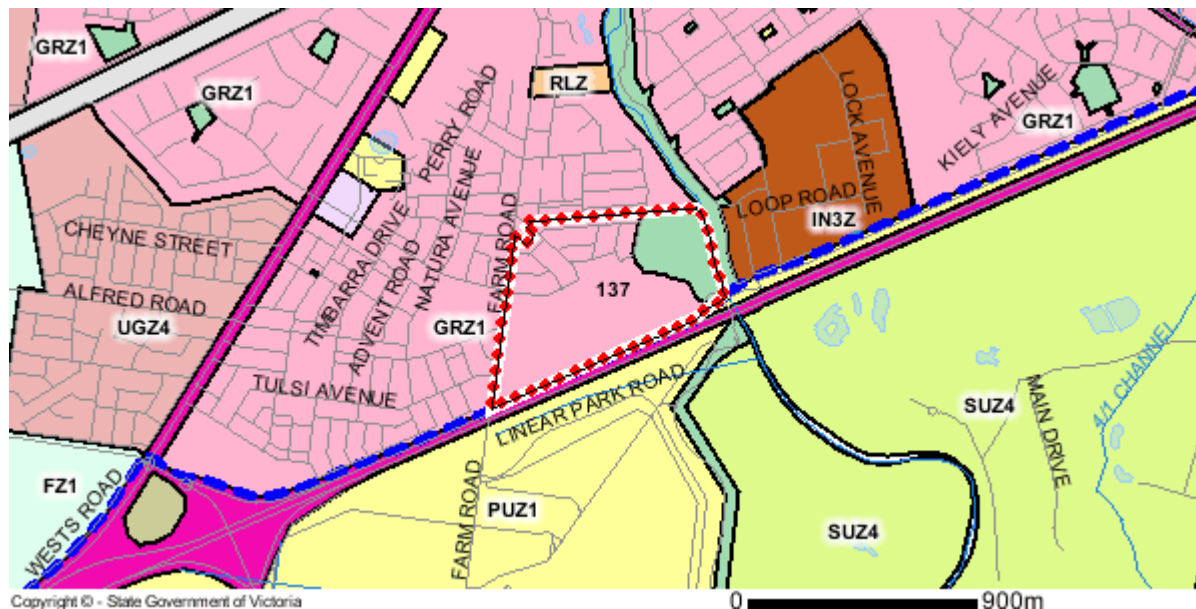 GRZ1
GRZ1
RLZ
PERRY ROAD
LOCK AVENUE
KIELY AVENUE
GRZ1
CHEYNE STREET
TIMBARRA DRIVE
ADVENT ROAD
NATURA AVENUE
FARM ROAD
LOOP ROAD
IN3Z
ALFRED ROAD
UGZ4
GRZ1
137
TULSI AVENUE
LINEAR PARK ROAD
4/1 CHANNEL
SUZ4
MAIN DRIVE
FZ1
WESTS ROAD
FARM ROAD
PUZ1
SUZ4
Copyright © - State Government of Victoria
0 900m